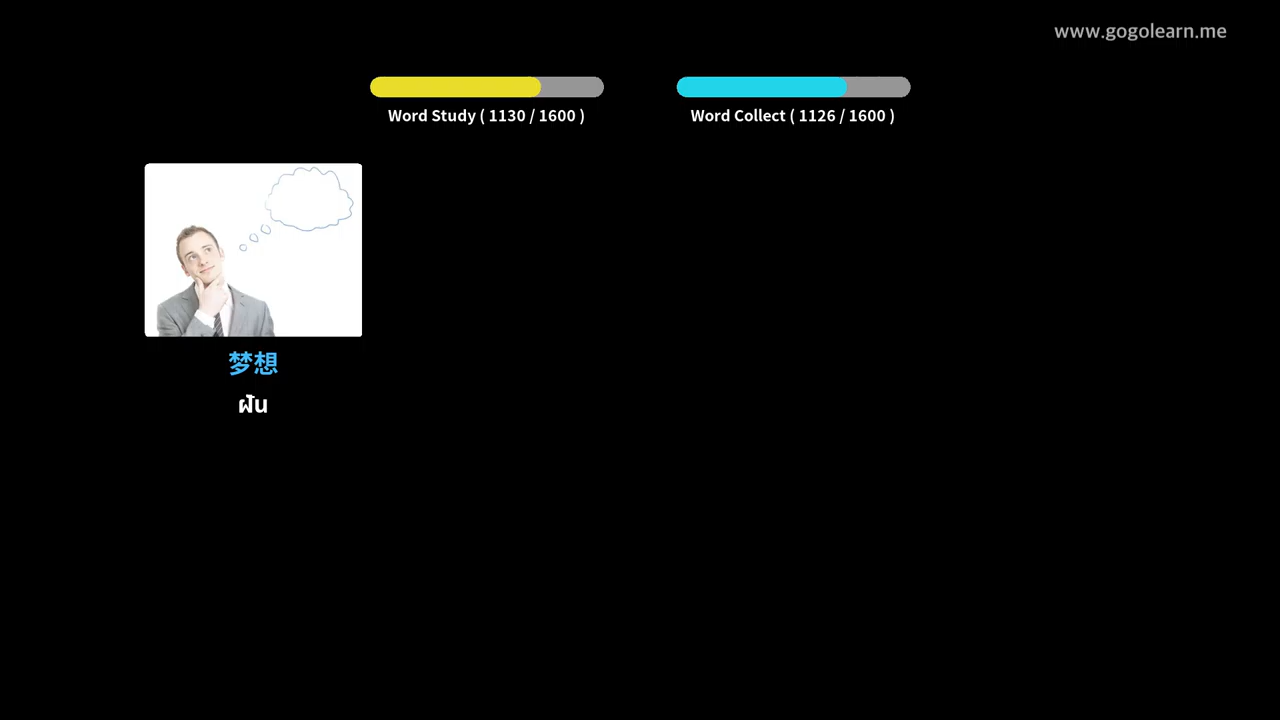 www.gogolearn.me
Word Study ( 1130 / 1600 )
Word Collect ( 1126 / 1600 )
梦想
ฝัน